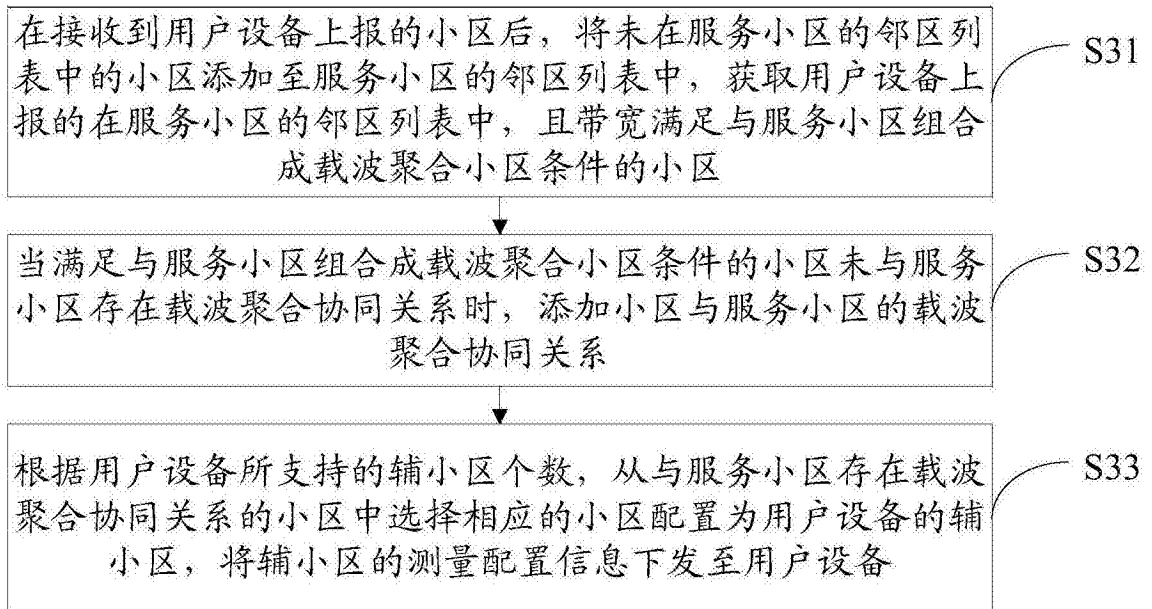 在接收到用户设备上报的小区后，将未在服务小区的邻区列
表中的小区添加至服务小区的邻区列表中，获取用户设备上
报的在服务小区的邻区列表中，且带宽满足与服务小区组合
成载波聚合小区条件的小区
S31
当满足与服务小区组合成载波聚合小区条件的小区未与服务
小区存在载波聚合协同关系时，添加小区与服务小区的载波
聚合协同关系
S32
根据用户设备所支持的辅小区个数，从与服务小区存在载波
聚合协同关系的小区中选择相应的小区配置为用户设备的辅
小区，将辅小区的测量配置信息下发至用户设备
S33